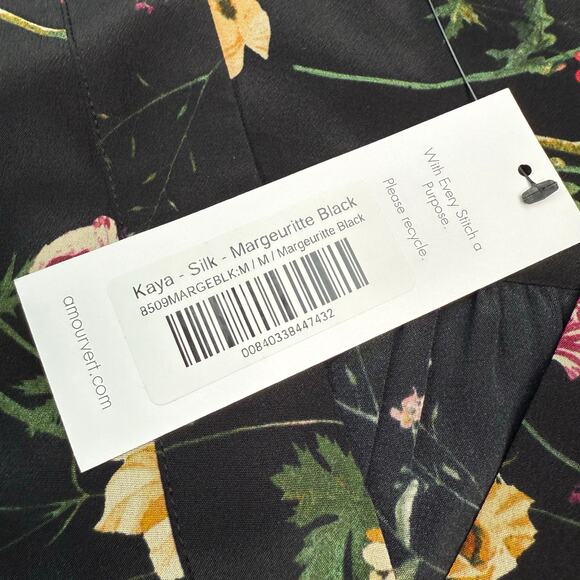 With Every Stitch a
Purpose.
Please recycle.
Kaya - Silk - Margeuritte Black
8509MARGEBLK:M / M / Margeuritte Black
00840338447432
amourvert.com